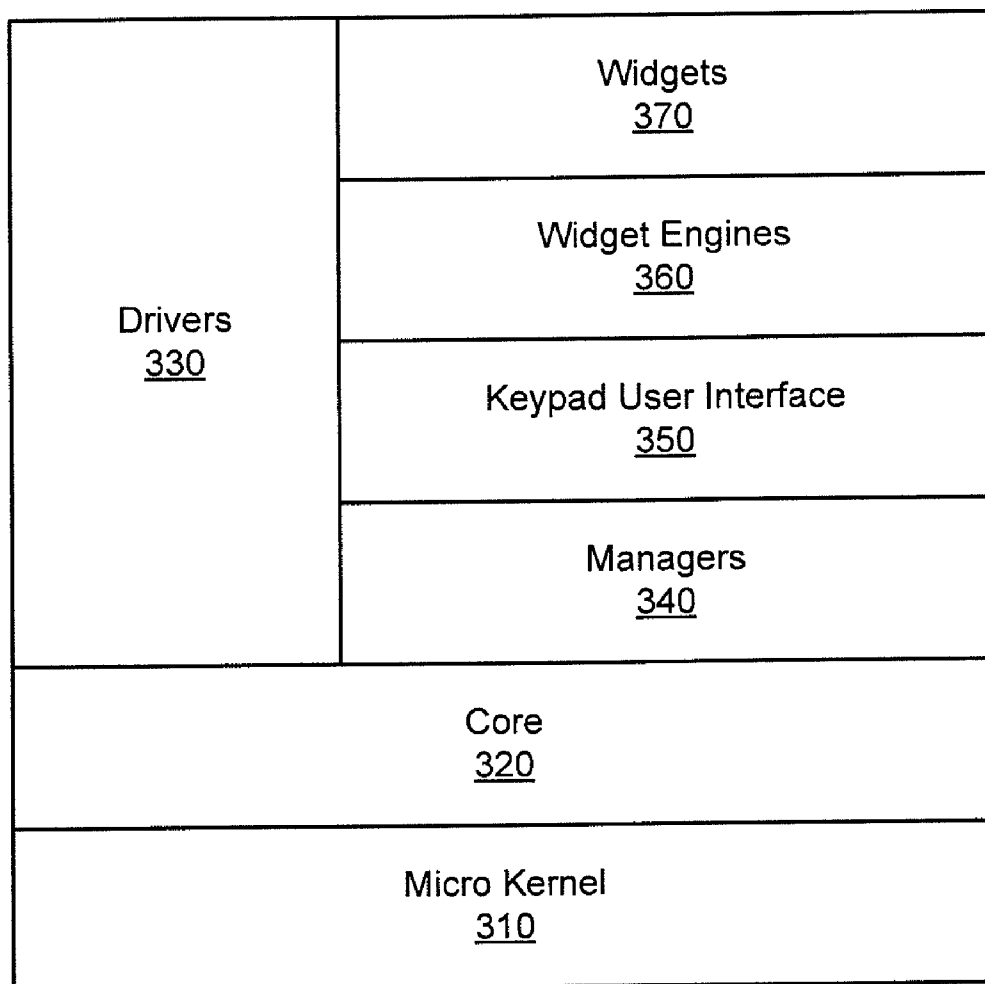 Widgets
370
Widget Engines
360
Drivers
330
Keypad User Interface
350
Managers
340
Core
320
Micro Kernel
310